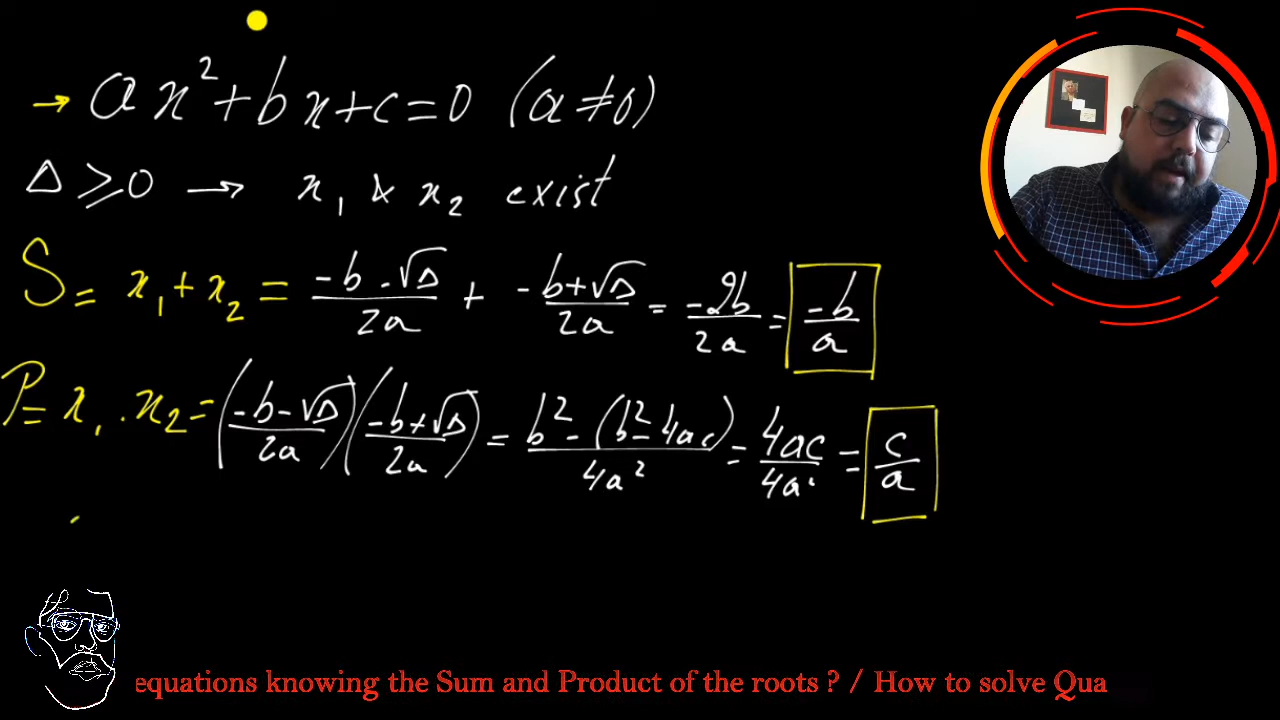 → ax² + bx + c = 0 (a ≠ 0)
Δ ≥ 0 → x₁ & x₂ exist
S = x₁ + x₂ = (-b - √Δ)/2a + (-b + √Δ)/2a = -2b/2a = -b/a
P = x₁ . x₂ = ((-b - √Δ)/2a)((-b + √Δ)/2a) = (b² - (b² - 4ac))/4a² = 4ac/4a² = c/a
equations knowing the Sum and Product of the roots ? / How to solve Qua